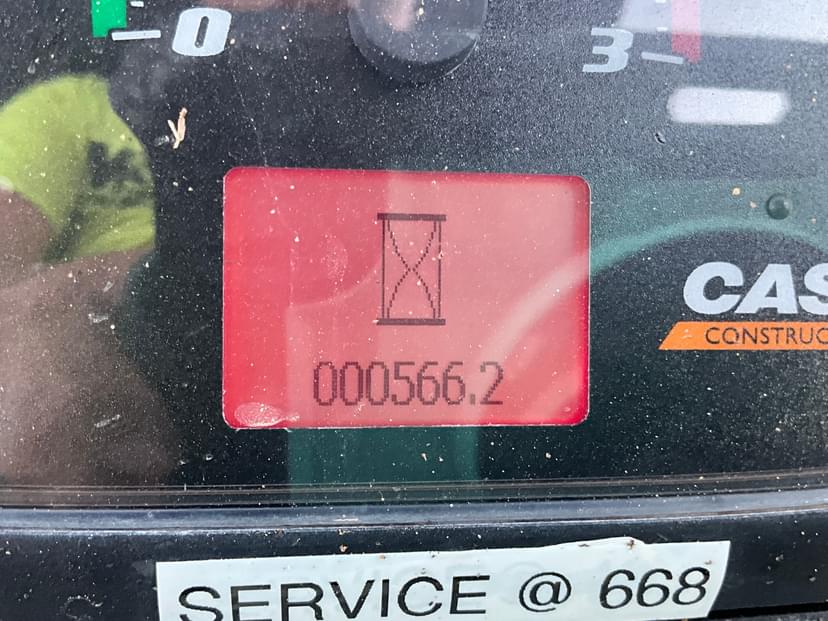 0
3
000566.2
CAS
CONSTRUC
SERVICE @ 668